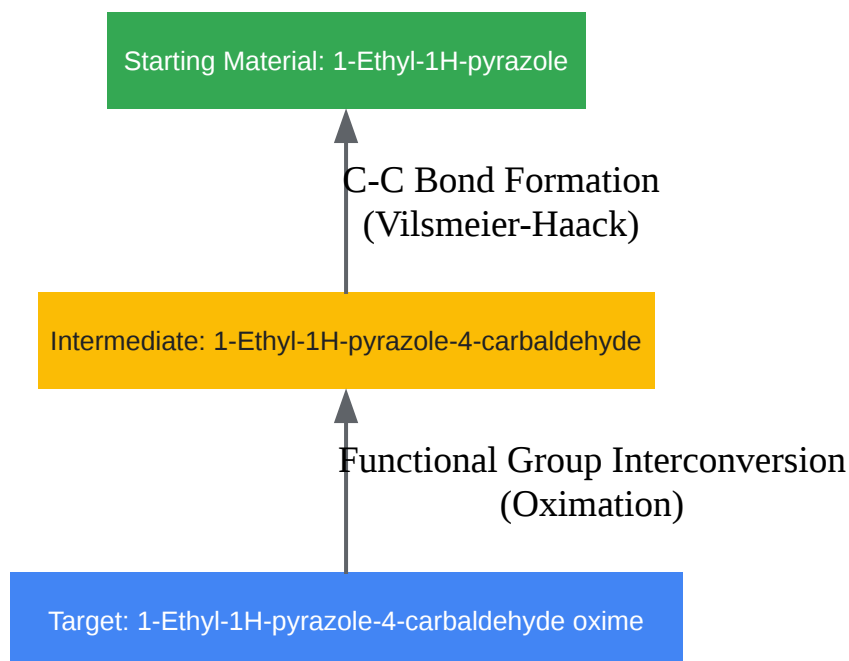 Starting Material: 1-Ethyl-1H-pyrazole
C-C Bond Formation
(Vilsmeier-Haack)
Intermediate: 1-Ethyl-1H-pyrazole-4-carbaldehyde
Functional Group Interconversion
(Oximation)
Target: 1-Ethyl-1H-pyrazole-4-carbaldehyde oxime